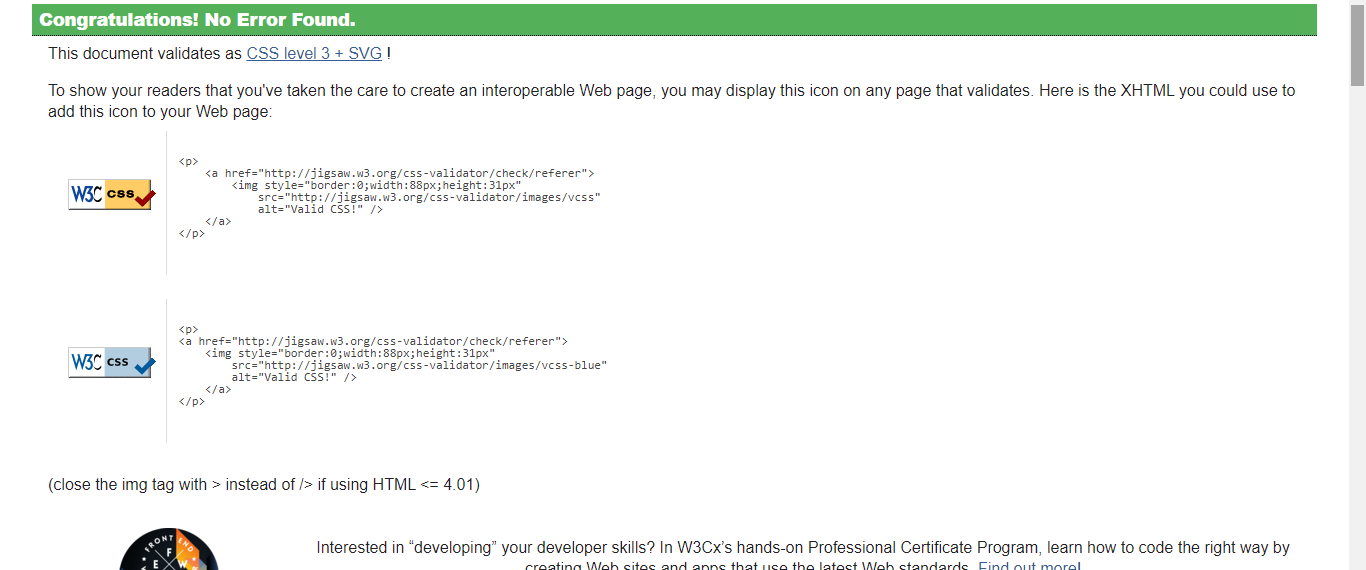 Congratulations! No Error Found.
This document validates as CSS level 3 + SVG !
To show your readers that you've taken the care to create an interoperable Web page, you may display this icon on any page that validates. Here is the XHTML you could use to
add this icon to your Web page:
W3C css
<p>
<a href="http://jigsaw.w3.org/css-validator/check/referer">
<img style="border:0;width:88px;height:31px"
src="http://jigsaw.w3.org/css-validator/images/vcss"
alt="Valid CSS!" />
</a>
</p>
W3C css
<p>
<a href="http://jigsaw.w3.org/css-validator/check/referer">
<img style="border:0;width:88px;height:31px"
src="http://jigsaw.w3.org/css-validator/images/vcss-blue"
alt="Valid CSS!" />
</a>
</p>
(close the img tag with > instead of /> if using HTML <= 4.01)
FRONT END
F
E W
Interested in “developing” your developer skills? In W3Cx’s hands-on Professional Certificate Program, learn how to code the right way by
creating Web sites and apps that use the latest Web standards. Find out more!